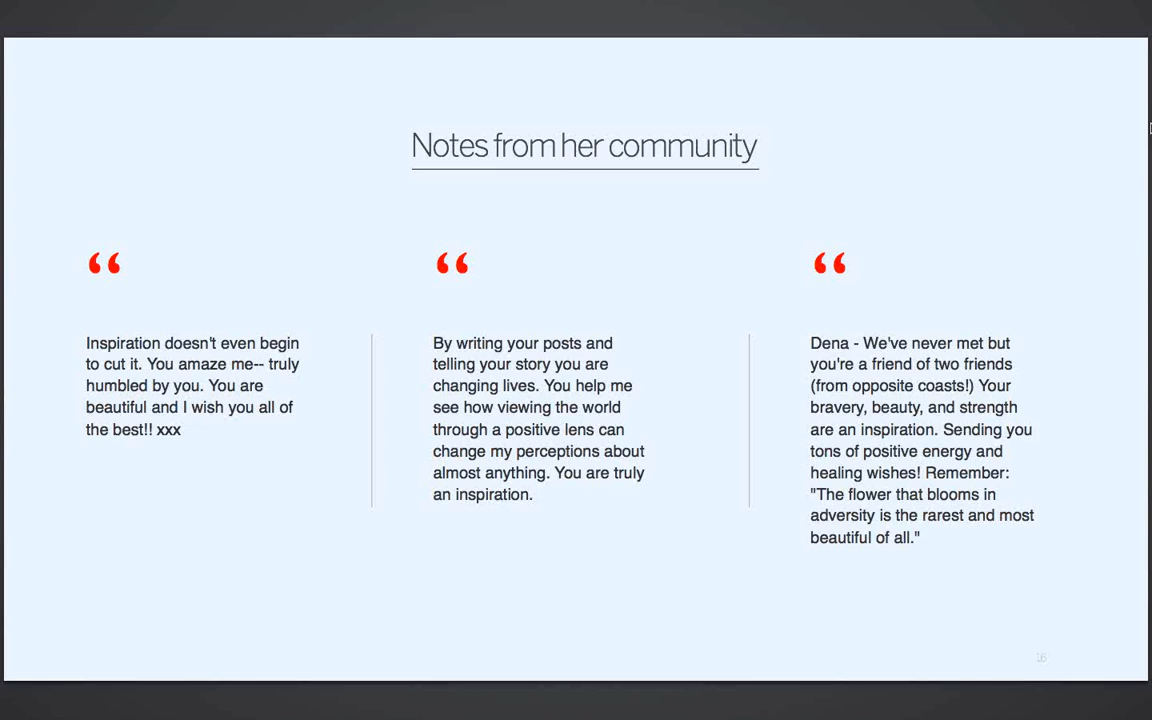 Notes from her community
“
Inspiration doesn't even begin
to cut it. You amaze me-- truly
humbled by you. You are
beautiful and I wish you all of
the best!! xxx
“
By writing your posts and
telling your story you are
changing lives. You help me
see how viewing the world
through a positive lens can
change my perceptions about
almost anything. You are truly
an inspiration.
“
Dena - We've never met but
you're a friend of two friends
(from opposite coasts!) Your
bravery, beauty, and strength
are an inspiration. Sending you
tons of positive energy and
healing wishes! Remember:
"The flower that blooms in
adversity is the rarest and most
beautiful of all."
16